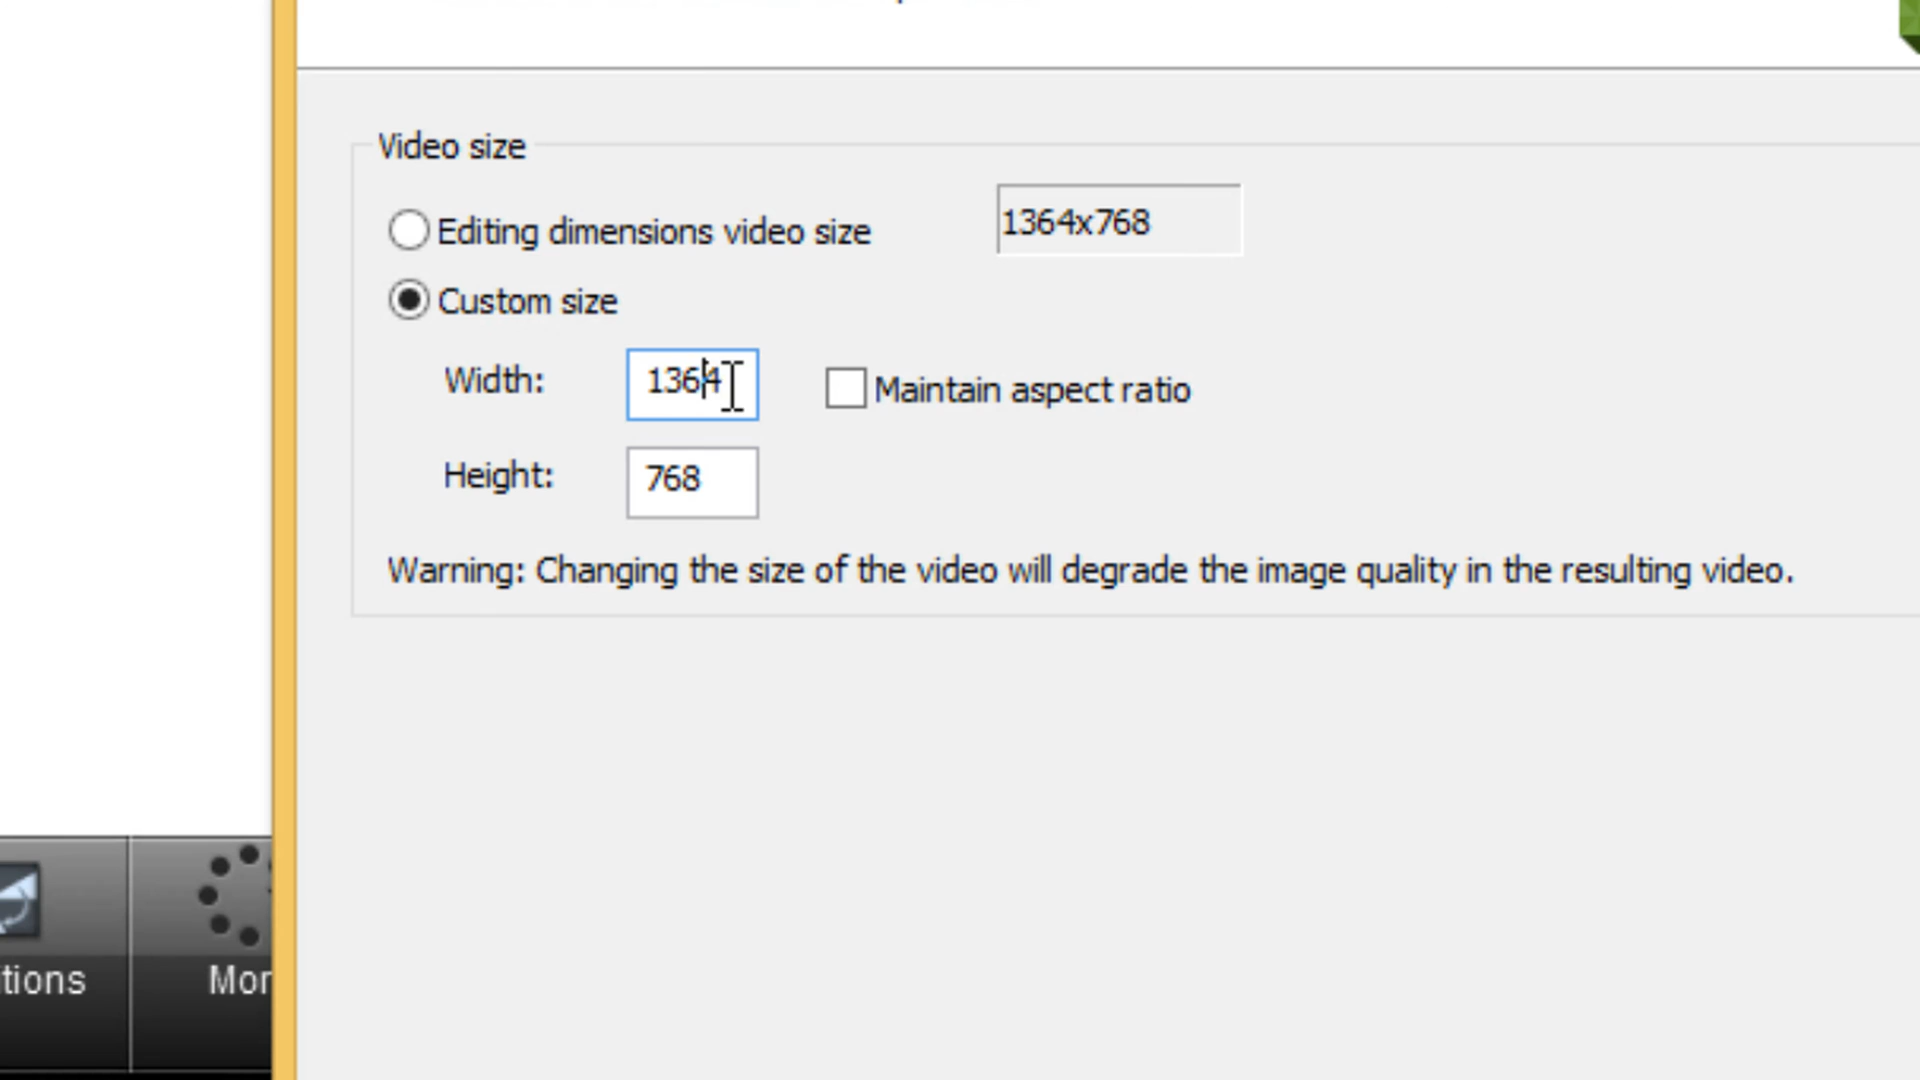 Video size
Editing dimensions video size
1364x768
Custom size
Width: 1364
Maintain aspect ratio
Height: 768
Warning: Changing the size of the video will degrade the image quality in the resulting video.
tions
Mor